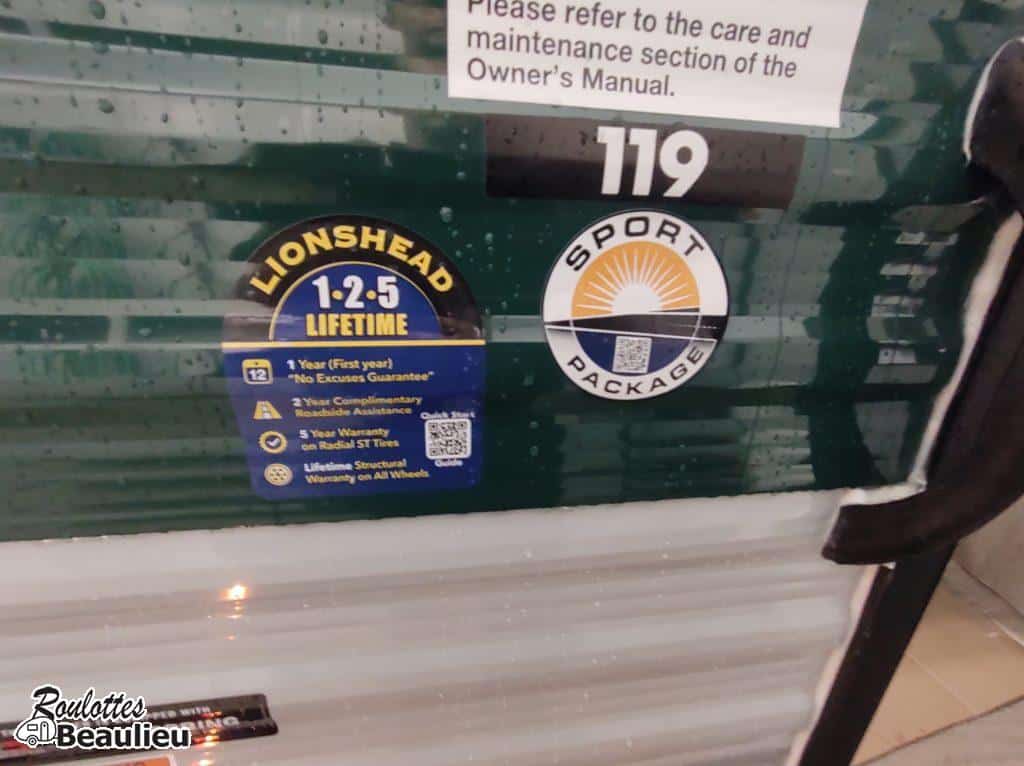 Please refer to the care and
maintenance section of the
Owner's Manual.
119
LIONSHEAD
1·2·5
LIFETIME
12
1 Year (First year)
"No Excuses Guarantee"
2 Year Complimentary
Roadside Assistance
5 Year Warranty
on Radial ST Tires
Lifetime Structural
Warranty on All Wheels
Quick Start
Guide
SPORT
PACKAGE
WITH
Roulottes
Beaulieu